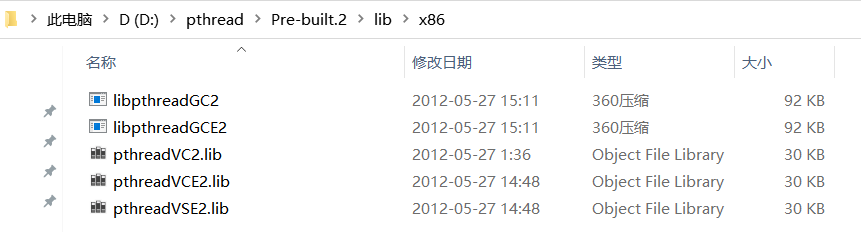 此电脑 > D (D:) > pthread > Pre-built.2 > lib > x86
名称 修改日期 类型 大小
libpthreadGC2 2012-05-27 15:11 360压缩 92 KB
libpthreadGCE2 2012-05-27 15:11 360压缩 92 KB
pthreadVC2.lib 2012-05-27 1:36 Object File Library 30 KB
pthreadVCE2.lib 2012-05-27 14:48 Object File Library 30 KB
pthreadVSE2.lib 2012-05-27 14:48 Object File Library 30 KB